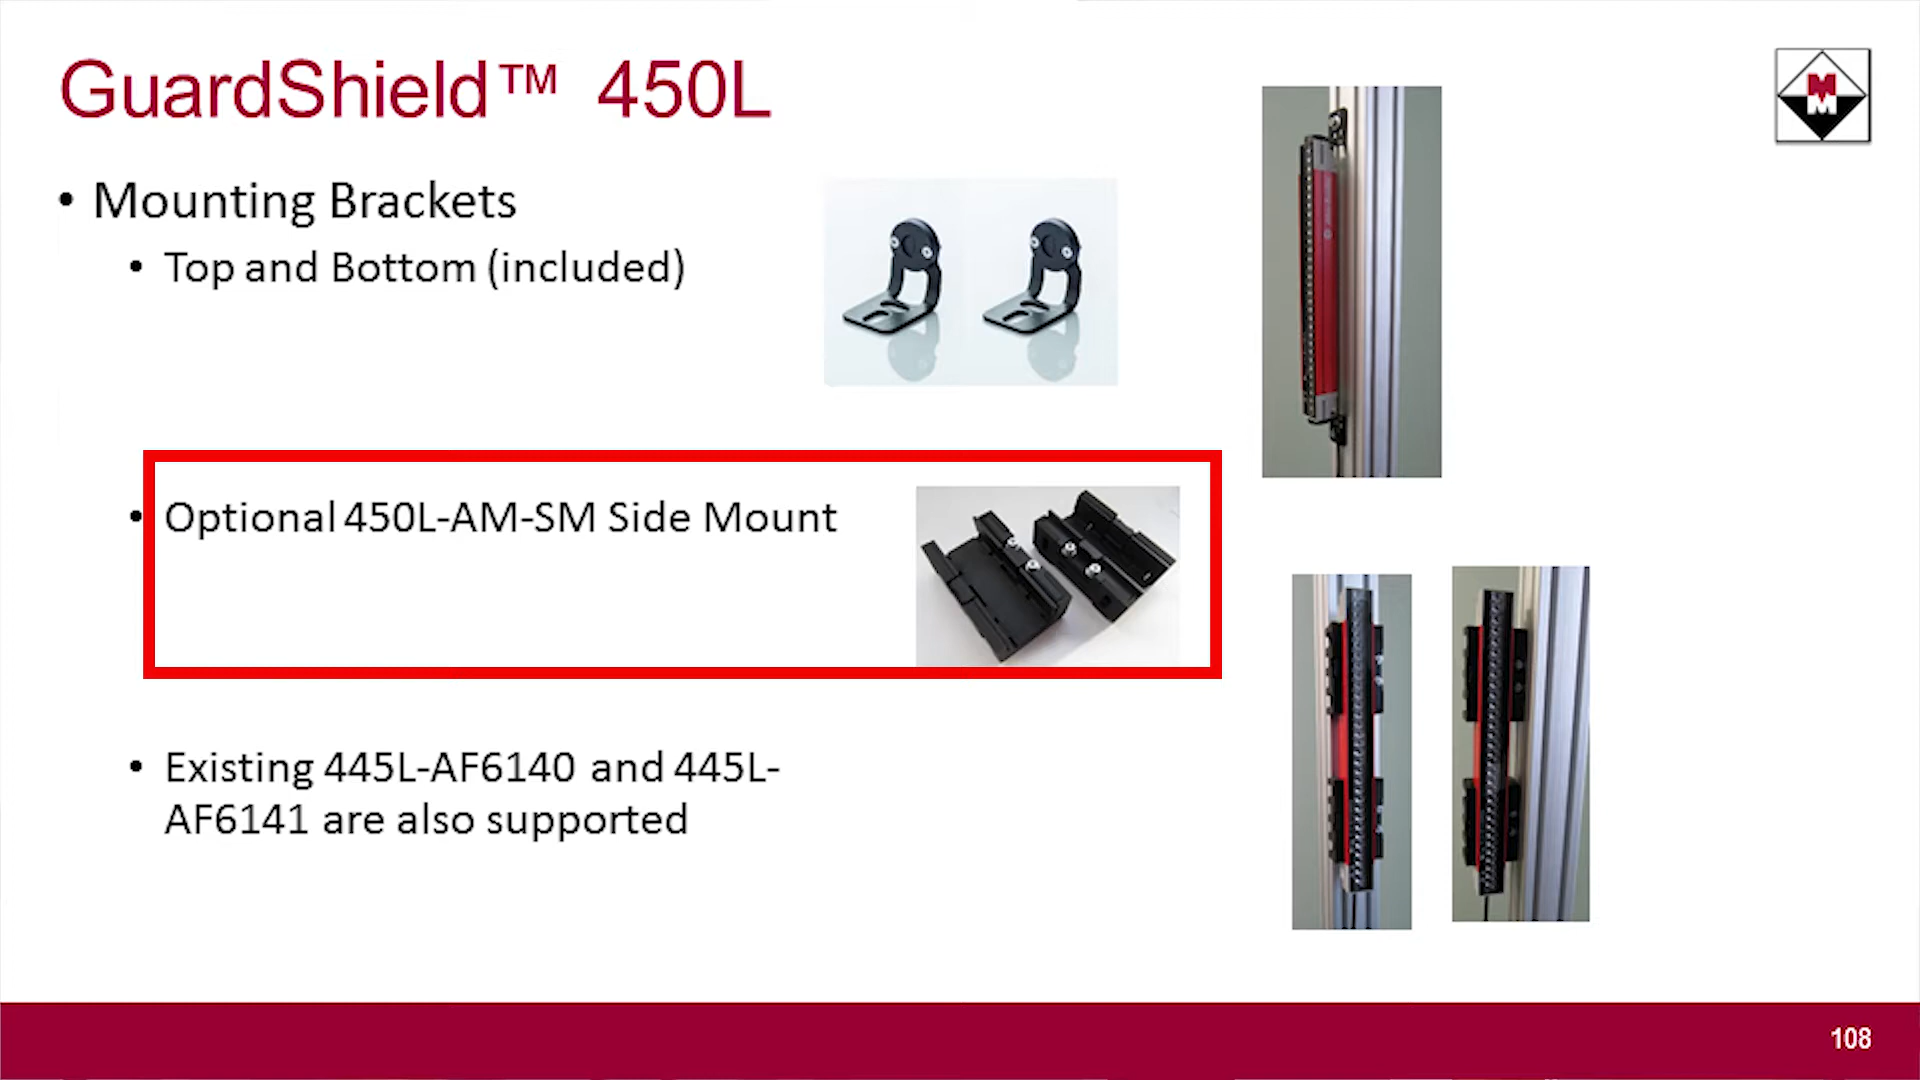 GuardShield™ 450L
M
M
• Mounting Brackets
• Top and Bottom (included)
• Optional 450L-AM-SM Side Mount
• Existing 445L-AF6140 and 445L-
AF6141 are also supported
108